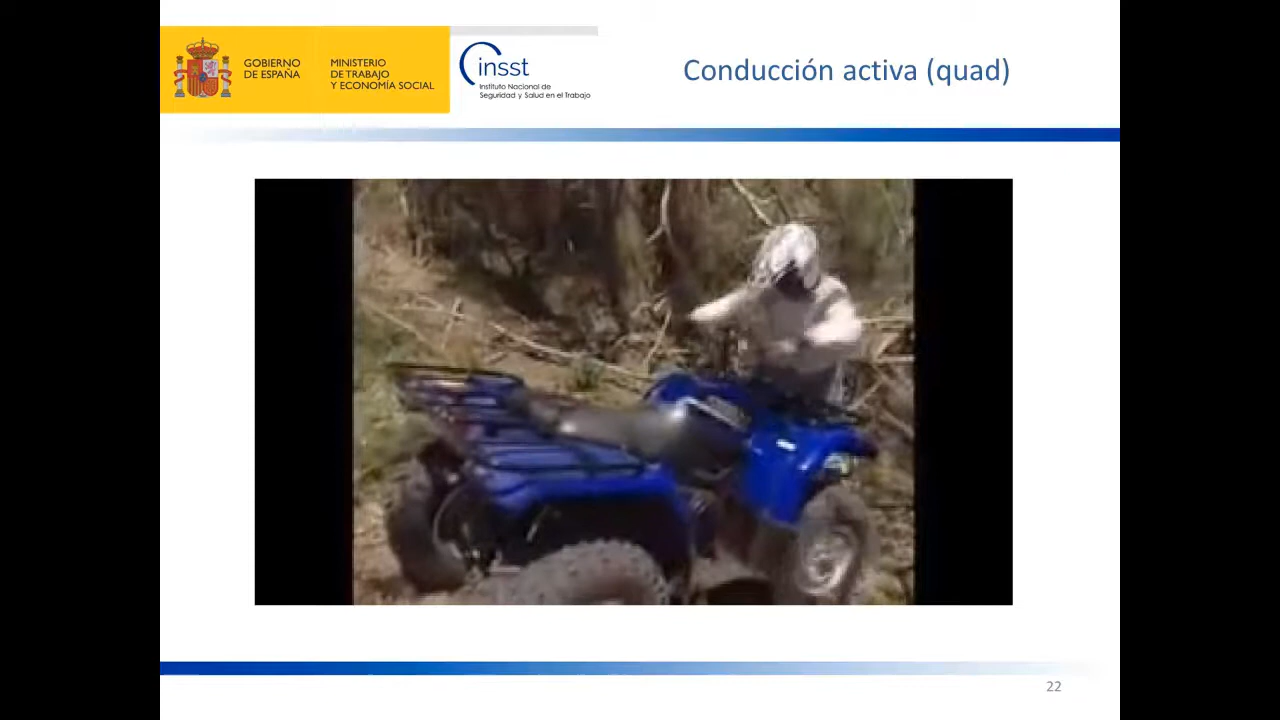 GOBIERNO
DE ESPAÑA
MINISTERIO
DE TRABAJO
Y ECONOMÍA SOCIAL
insst
Instituto Nacional de
Seguridad y Salud en el Trabajo
Conducción activa (quad)
22